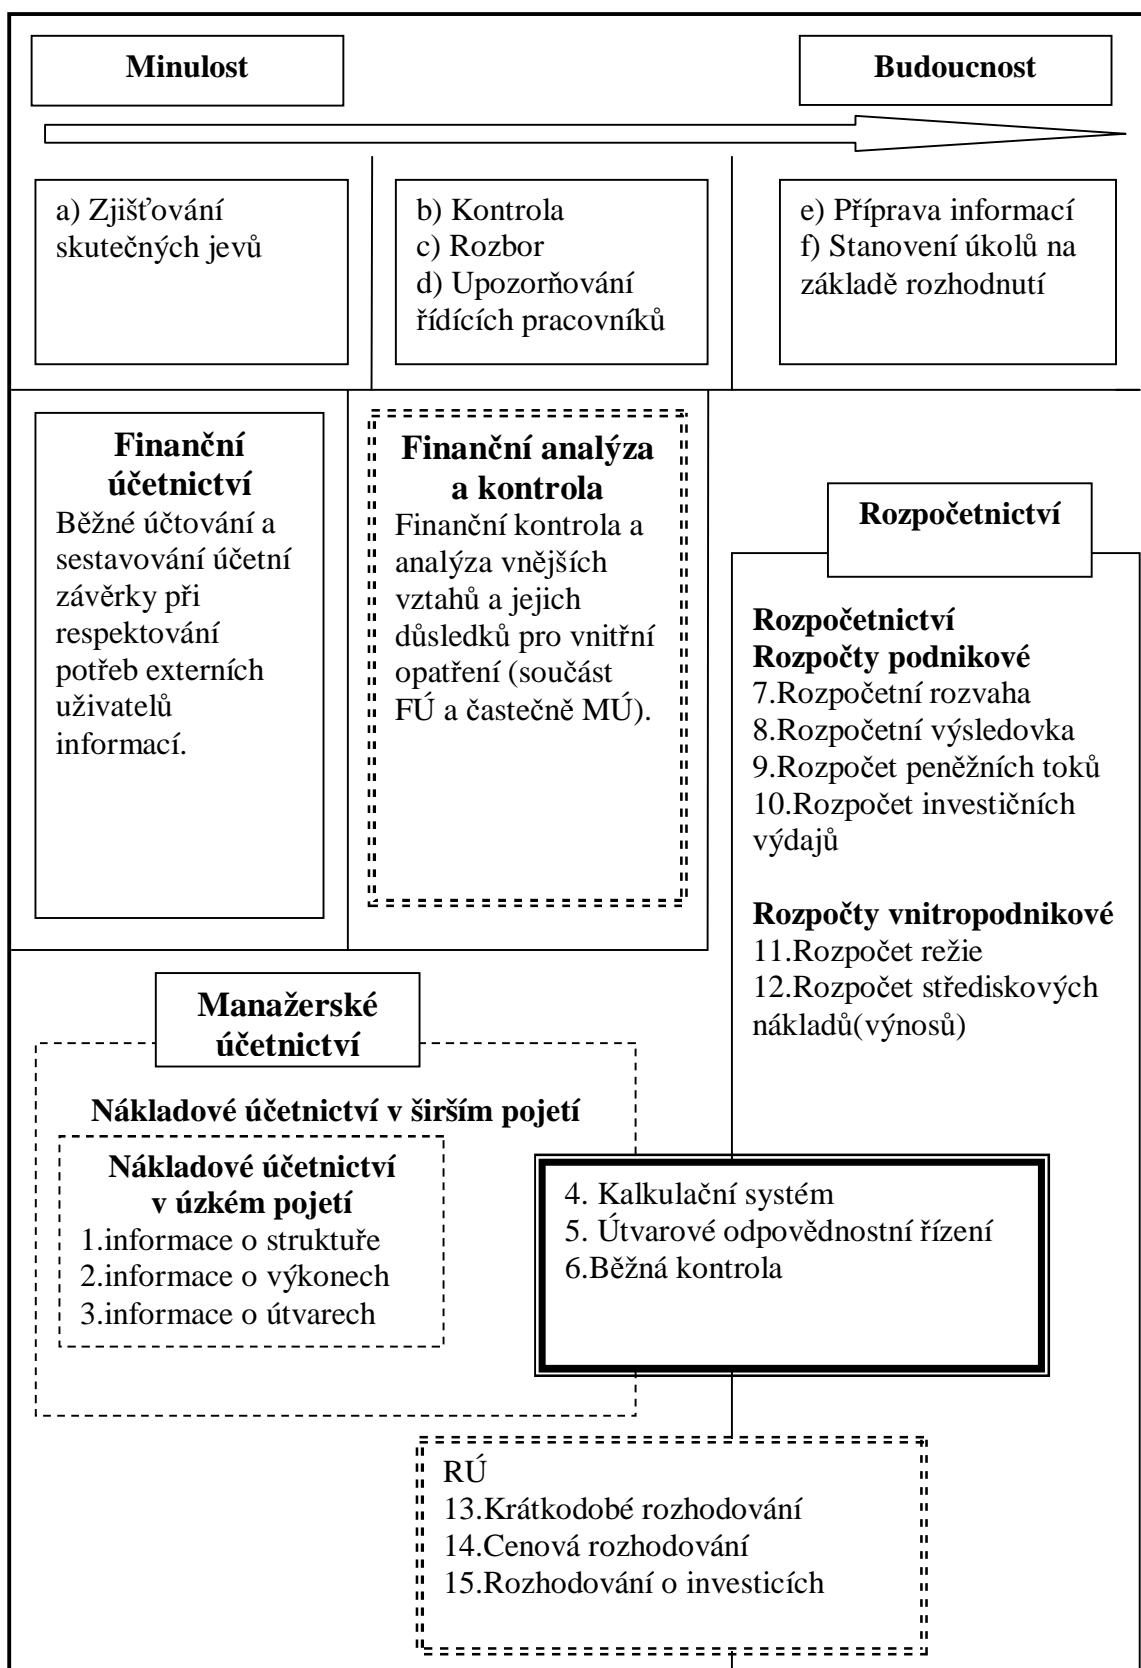 Minulost
Budoucnost
a) Zjišťování
skutečných jevů
b) Kontrola
c) Rozbor
d) Upozorňování
řídících pracovníků
e) Příprava informací
f) Stanovení úkolů na
základě rozhodnutí
Finanční
účetnictví
Běžné účtování a
sestavování účetní
závěrky při
respektování
potřeb externích
uživatelů
informací.
Finanční analýza
a kontrola
Finanční kontrola a
analýza vnějších
vztahů a jejich
důsledků pro vnitřní
opatření (součást
FÚ a častečně MÚ).
Rozpočetnictví
Rozpočetnictví
Rozpočty podnikové
7.Rozpočetní rozvaha
8.Rozpočetní výsledovka
9.Rozpočet peněžních toků
10.Rozpočet investičních
výdajů
Rozpočty vnitropodnikové
11.Rozpočet režie
12.Rozpočet střediskových
nákladů(výnosů)
Manažerské
účetnictví
Nákladové účetnictví v širším pojetí
Nákladové účetnictví
v úzkém pojetí
1.informace o struktuře
2.informace o výkonech
3.informace o útvarech
4. Kalkulační systém
5. Útvarové odpovědnostní řízení
6.Běžná kontrola
RÚ
13.Krátkodobé rozhodování
14.Cenová rozhodování
15.Rozhodování o investicích